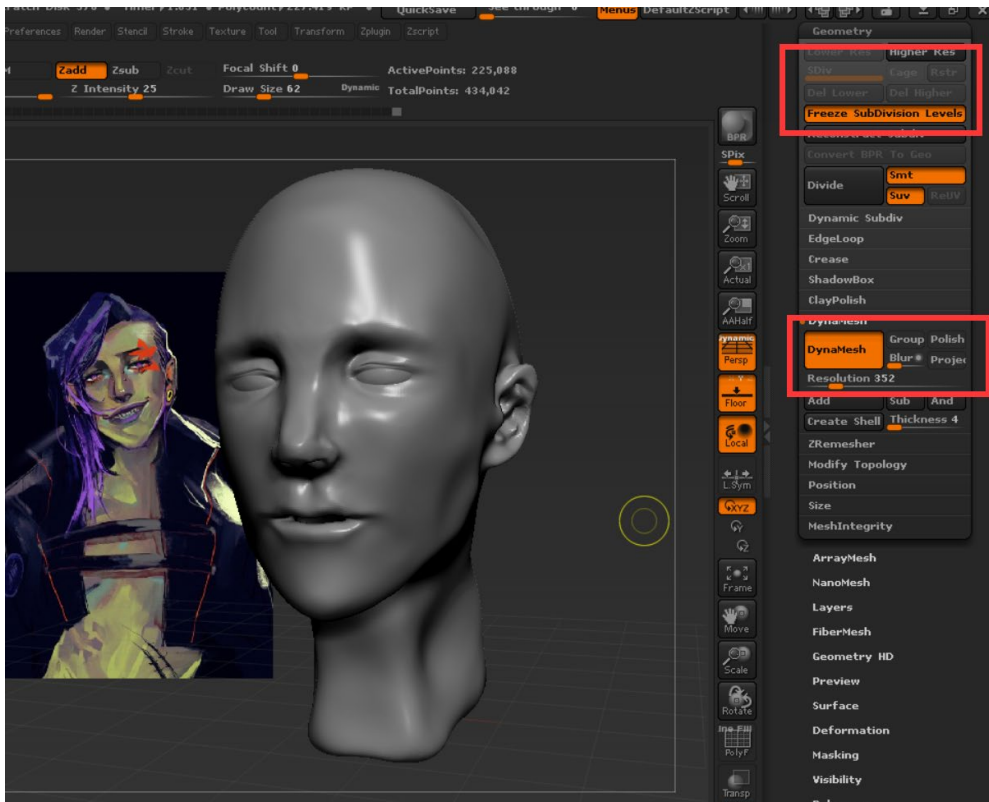 QuickSave
Menus DefaultZScript
Preferences Render Stencil Stroke Texture Tool Transform Zplugin Zscript
Zadd Zsub Zcut Focal Shift 0 ActivePoints: 225,088
Z Intensity 25 Draw Size 62 Dynamic TotalPoints: 434,042
BPR
SPix
Scroll
Zoom
Actual
AAHalf
Dynamic
Persp
Floor
Local
L.Sym
XYZ
Y
Z
Frame
Move
Scale
Rotate
PolyF
Transp
Geometry
Lower Res Higher Res
SDiv Cage Rstr
Del Lower Del Higher
Freeze SubDivision Levels
Reconstruct Subdiv
Convert BPR To Geo
Divide Smt
Suv ReUV
Dynamic Subdiv
EdgeLoop
Crease
ShadowBox
ClayPolish
DynaMesh
DynaMesh Group Polish
Blur Projec
Resolution 352
Add Sub And
Create Shell Thickness 4
ZRemesher
Modify Topology
Position
Size
MeshIntegrity
ArrayMesh
NanoMesh
Layers
FiberMesh
Geometry HD
Preview
Surface
Deformation
Masking
Visibility